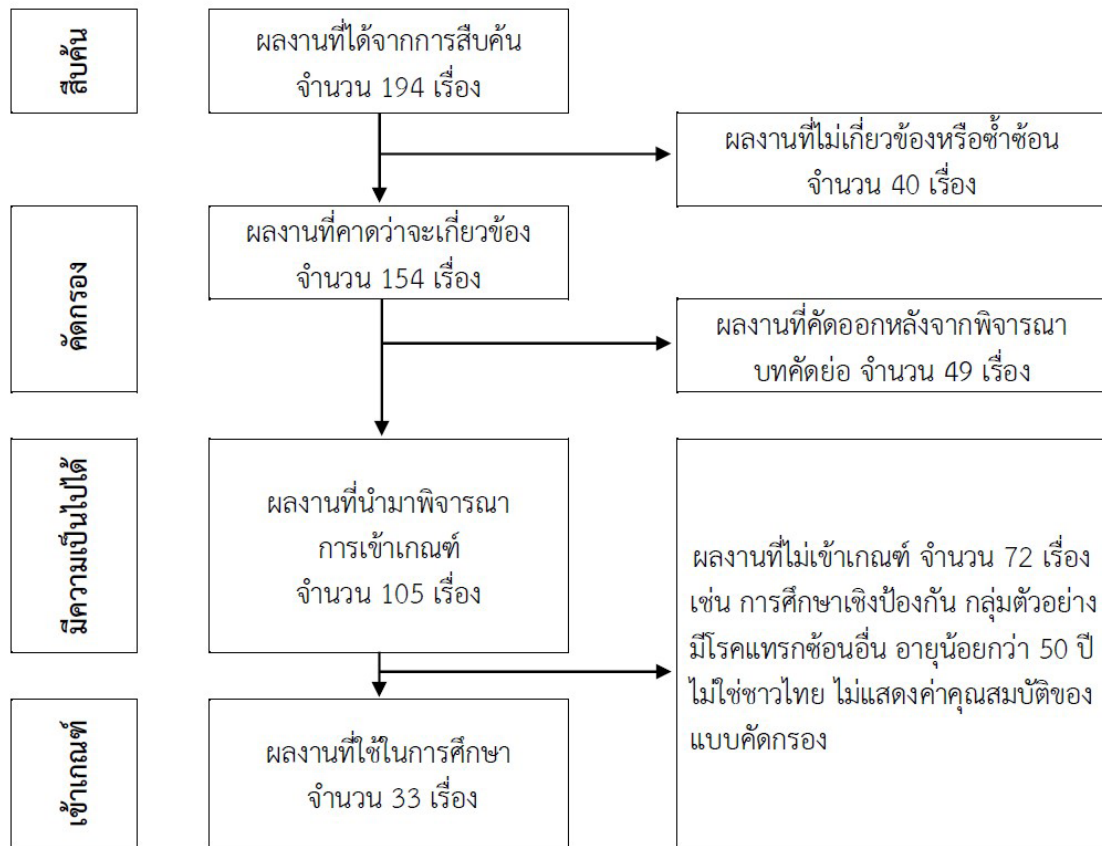 สืบค้น
ผลงานที่ได้จากการสืบค้น
จำนวน 194 เรื่อง
ผลงานที่ไม่เกี่ยวข้องหรือซ้ำซ้อน
จำนวน 40 เรื่อง
คัดกรอง
ผลงานที่คาดว่าจะเกี่ยวข้อง
จำนวน 154 เรื่อง
ผลงานที่คัดออกหลังจากพิจารณา
บทคัดย่อ จำนวน 49 เรื่อง
มีความเป็นไปได้
ผลงานที่นำมาพิจารณา
การเข้าเกณฑ์
จำนวน 105 เรื่อง
ผลงานที่ไม่เข้าเกณฑ์ จำนวน 72 เรื่อง
เช่น การศึกษาเชิงป้องกัน กลุ่มตัวอย่าง
มีโรคแทรกซ้อนอื่น อายุน้อยกว่า 50 ปี
ไม่ใช่ชาวไทย ไม่แสดงค่าคุณสมบัติของ
แบบคัดกรอง
เข้าเกณฑ์
ผลงานที่ใช้ในการศึกษา
จำนวน 33 เรื่อง